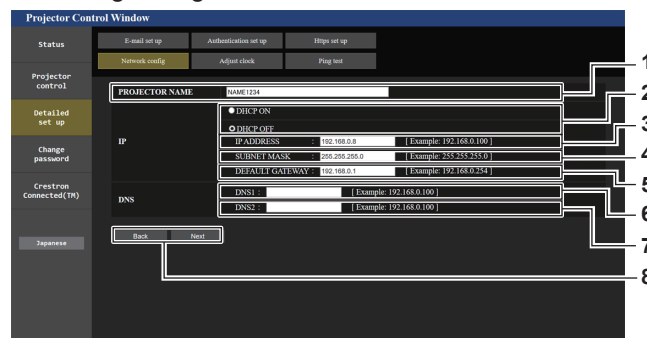 Projector Control Window
Status
E-mail set up
Authentication set up
Https set up
Network config
Adjust clock
Ping test
Projector
control
Detailed
set up
Change
password
Crestron
Connected(TM)
Japanese
PROJECTOR NAME NAME1234
IP
DHCP ON
DHCP OFF
IP ADDRESS : 192.168.0.8 [ Example: 192.168.0.100 ]
SUBNET MASK : 255.255.255.0 [ Example: 255.255.255.0 ]
DEFAULT GATEWAY : 192.168.0.1 [ Example: 192.168.0.254 ]
DNS
DNS1 : [ Example: 192.168.0.100 ]
DNS2 : [ Example: 192.168.0.100 ]
Back Next
1
2
3
4
5
6
7
8